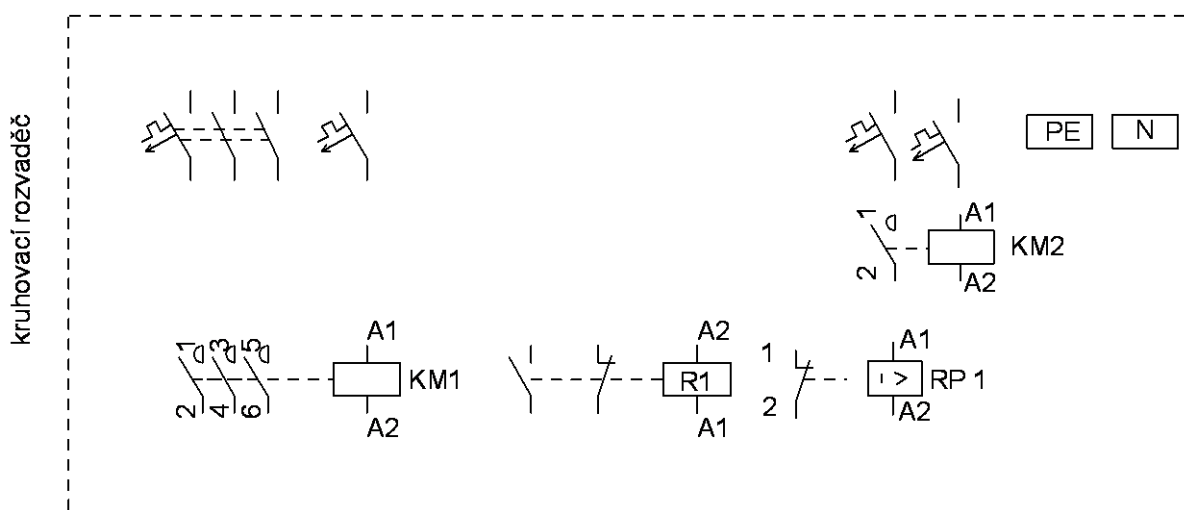 kruhovací rozvaděč
PE N
1 A1
KM2
2 A2
A1 A2 A1
1 3 5 1
KM1 R1 I > RP 1
2 4 6 2
A2 A1 A2